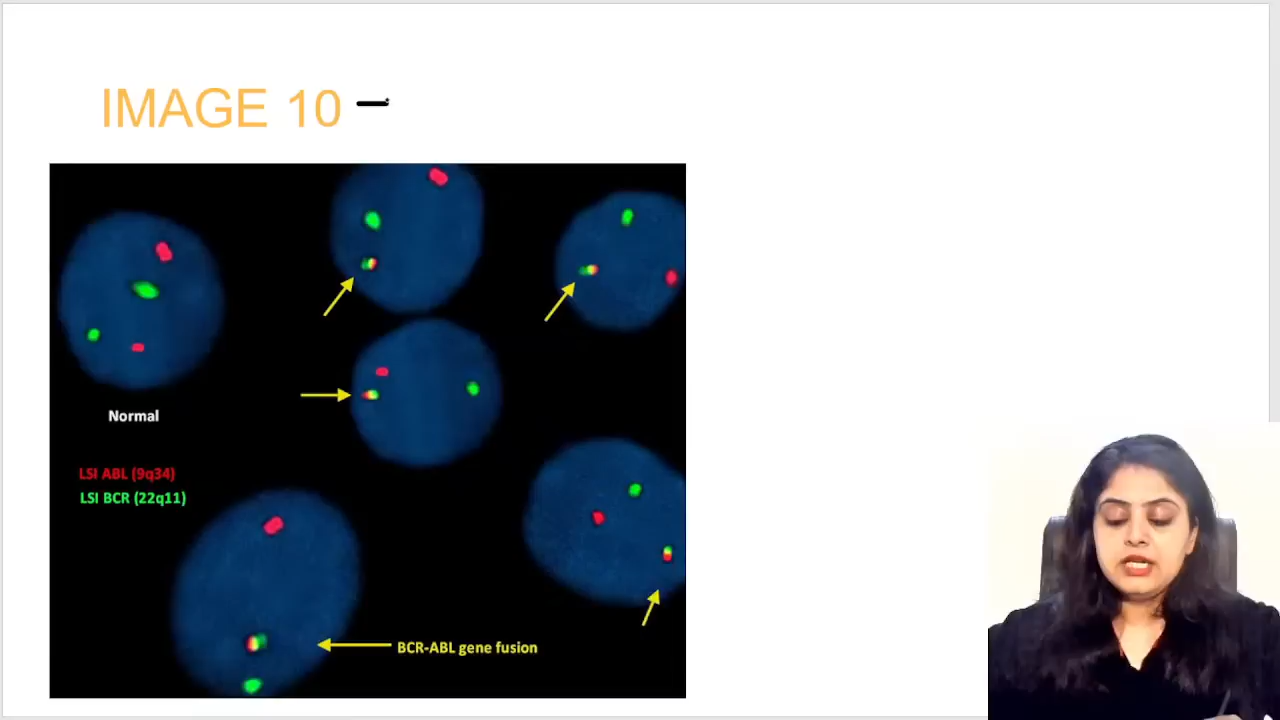 IMAGE 10
Normal
LSI ABL (9q34)
LSI BCR (22q11)
BCR-ABL gene fusion